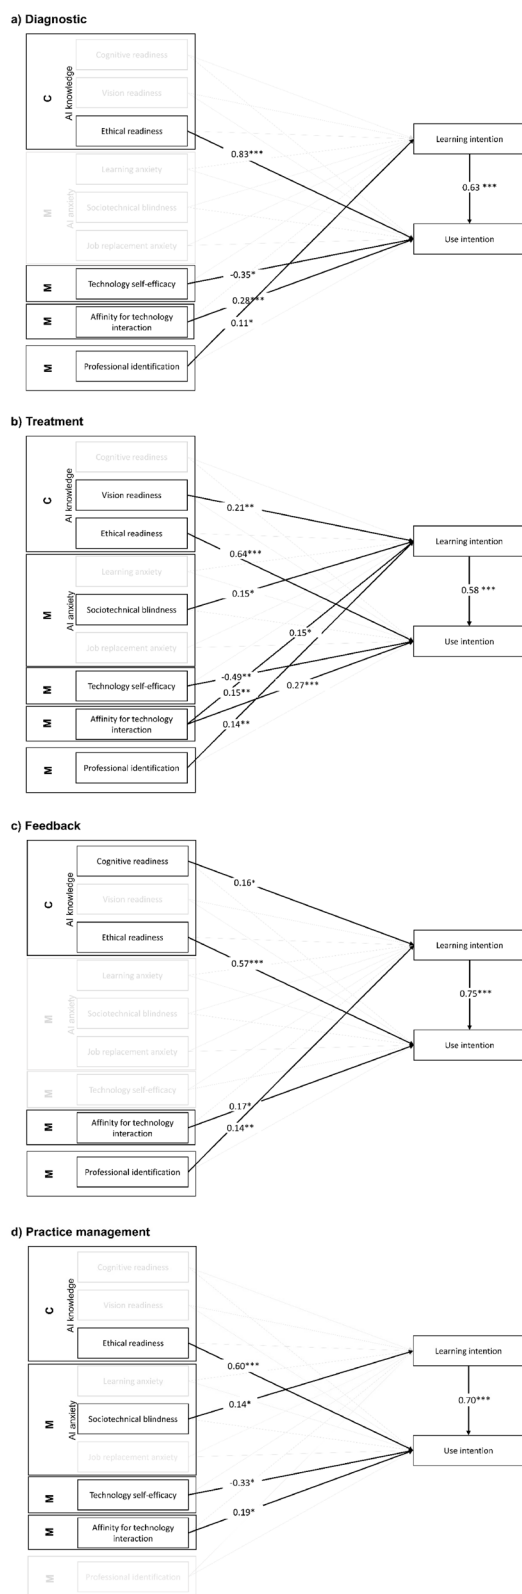 a) Diagnostic
C
AI knowledge
Cognitive readiness
Vision readiness
Ethical readiness
M
AI anxiety
Learning anxiety
Sociotechnical blindness
Job replacement anxiety
M
Technology self-efficacy
M
Affinity for technology
interaction
M
Professional identification
0.83***
-0.35*
0.28***
0.11*
Learning intention
0.63 ***
Use intention
b) Treatment
C
AI knowledge
Cognitive readiness
Vision readiness
Ethical readiness
M
AI anxiety
Learning anxiety
Sociotechnical blindness
Job replacement anxiety
M
Technology self-efficacy
M
Affinity for technology
interaction
M
Professional identification
0.21**
0.64***
0.15*
0.15*
-0.49**
0.15**
0.27***
0.14**
Learning intention
0.58 ***
Use intention
c) Feedback
C
AI knowledge
Cognitive readiness
Vision readiness
Ethical readiness
M
AI anxiety
Learning anxiety
Sociotechnical blindness
Job replacement anxiety
M
Technology self-efficacy
M
Affinity for technology
interaction
M
Professional identification
0.16*
0.57***
0.17*
0.14**
Learning intention
0.75***
Use intention
d) Practice management
C
AI knowledge
Cognitive readiness
Vision readiness
Ethical readiness
M
AI anxiety
Learning anxiety
Sociotechnical blindness
Job replacement anxiety
M
Technology self-efficacy
M
Affinity for technology
interaction
Professional identification
0.60***
0.14*
-0.33*
0.19*
Learning intention
0.70***
Use intention